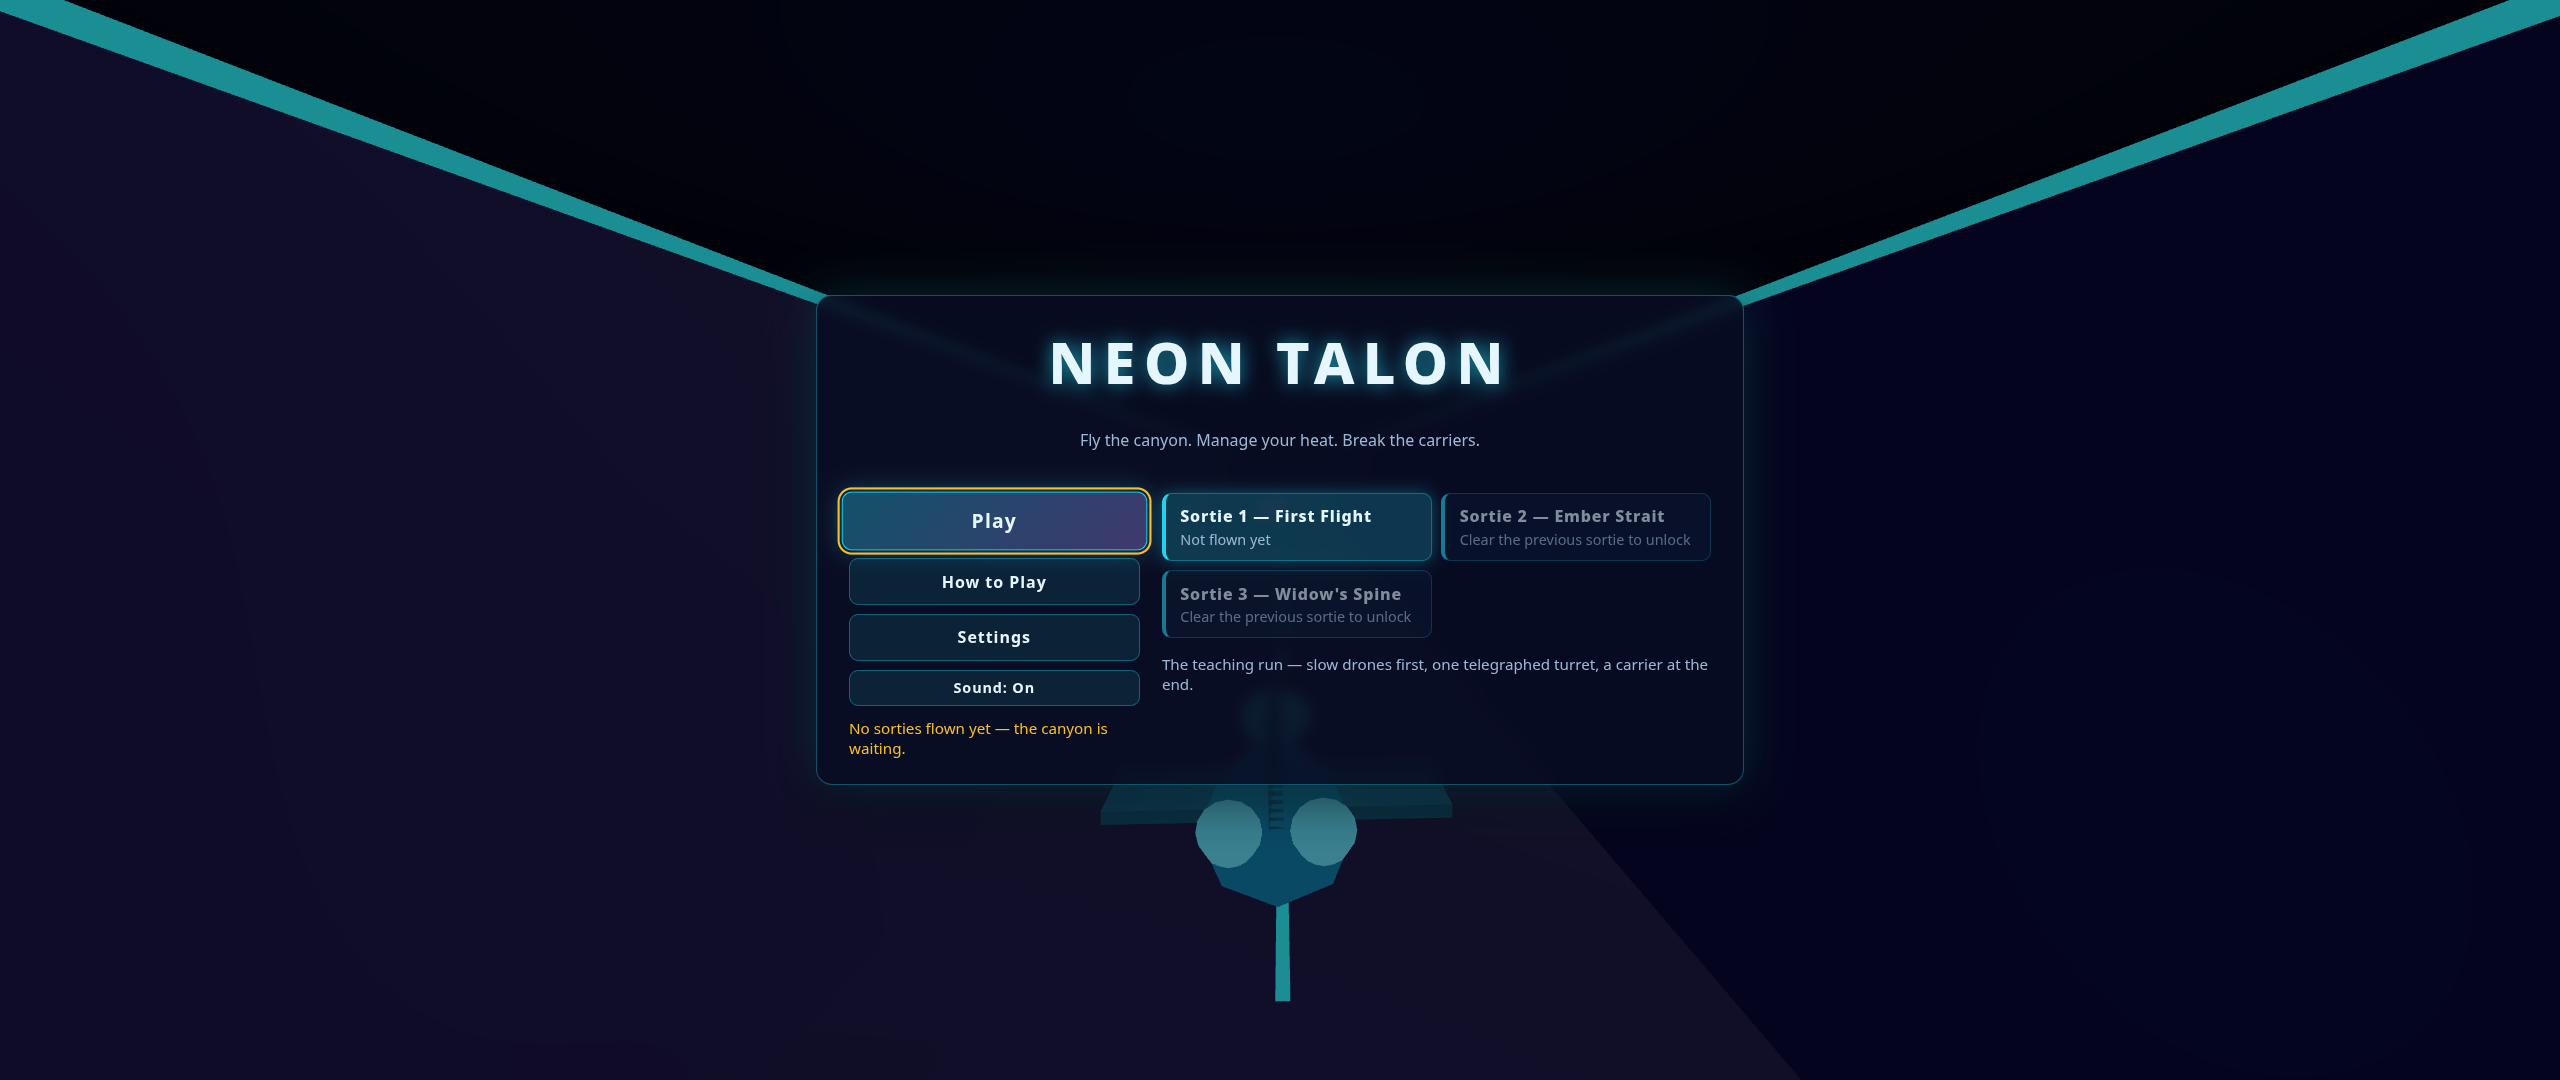 NEON TALON
Fly the canyon. Manage your heat. Break the carriers.
Play
How to Play
Settings
Sound: On
No sorties flown yet — the canyon is
waiting.
Sortie 1 — First Flight
Not flown yet
Sortie 2 — Ember Strait
Clear the previous sortie to unlock
Sortie 3 — Widow's Spine
Clear the previous sortie to unlock
The teaching run — slow drones first, one telegraphed turret, a carrier at the
end.